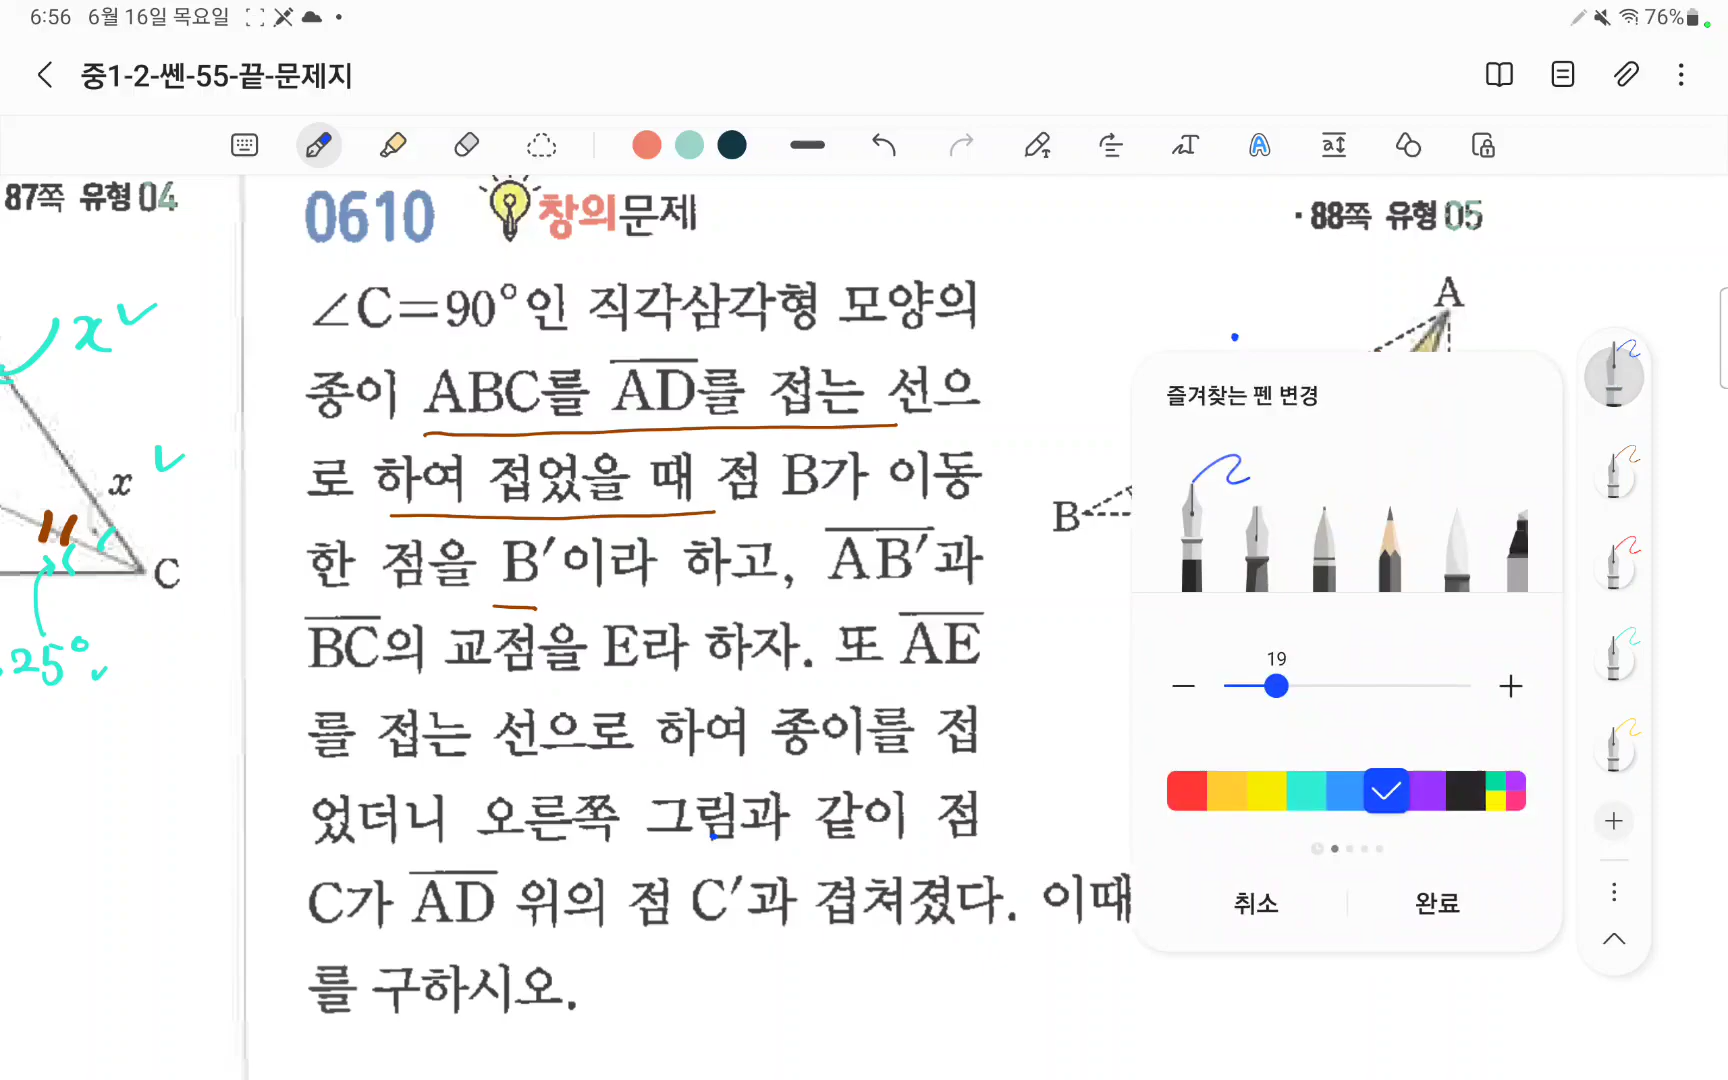 6:56 6월 16일 목요일
76%
중1-2-쎈-55-끝-문제지
87쪽 유형 04
0610 창의문제
88쪽 유형 05
∠C=90°인 직각삼각형 모양의
종이 ABC를 AD를 접는 선으
로 하여 접었을 때 점 B가 이동
한 점을 B′이라 하고, AB′과
BC의 교점을 E라 하자. 또 AE
를 접는 선으로 하여 종이를 접
었더니 오른쪽 그림과 같이 점
C가 AD 위의 점 C′과 겹쳐졌다. 이때
를 구하시오.
x
x
C
25°
A
B
즐겨찾는 펜 변경
19
취소 완료